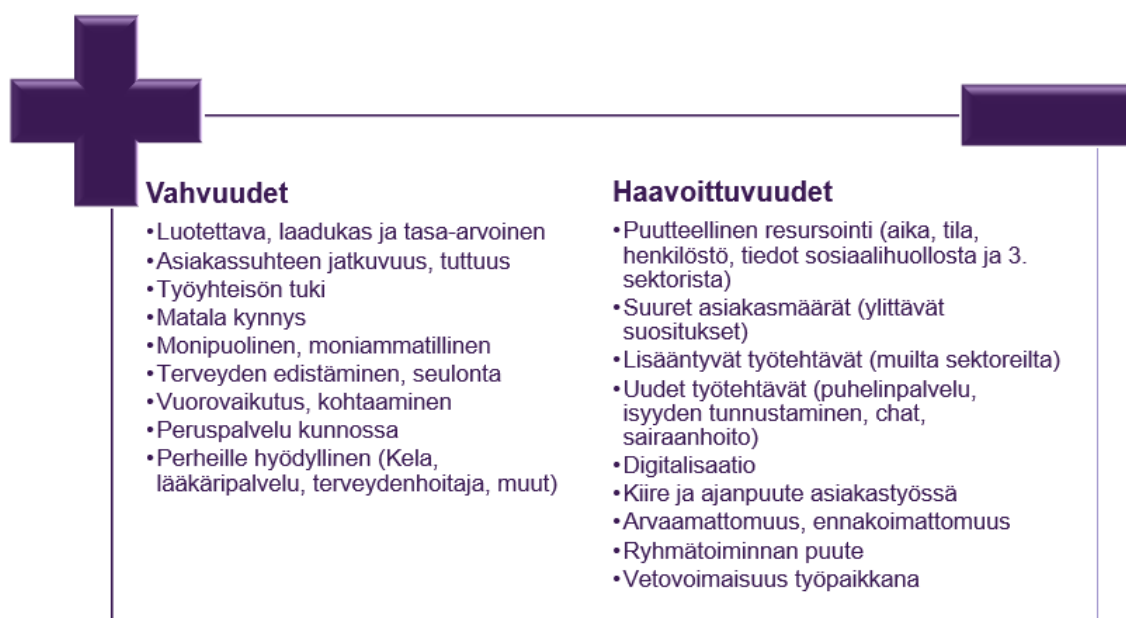 Vahvuudet
•Luotettava, laadukas ja tasa-arvoinen
•Asiakassuhteen jatkuvuus, tuttuus
•Työyhteisön tuki
•Matala kynnys
•Monipuolinen, moniammatillinen
•Terveyden edistäminen, seulonta
•Vuorovaikutus, kohtaaminen
•Peruspalvelu kunnossa
•Perheille hyödyllinen (Kela,
lääkäripalvelu, terveydenhoitaja, muut)
Haavoittuvuudet
•Puutteellinen resursointi (aika, tila,
henkilöstö, tiedot sosiaalihuollosta ja 3.
sektorista)
•Suuret asiakasmäärät (ylittävät
suositukset)
•Lisääntyvät työtehtävät (muilta sektoreilta)
•Uudet työtehtävät (puhelinpalvelu,
isyyden tunnustaminen, chat,
sairaanhoito)
•Digitalisaatio
•Kiire ja ajanpuute asiakastyössä
•Arvaamattomuus, ennakoimattomuus
•Ryhmätoiminnan puute
•Vetovoimaisuus työpaikkana